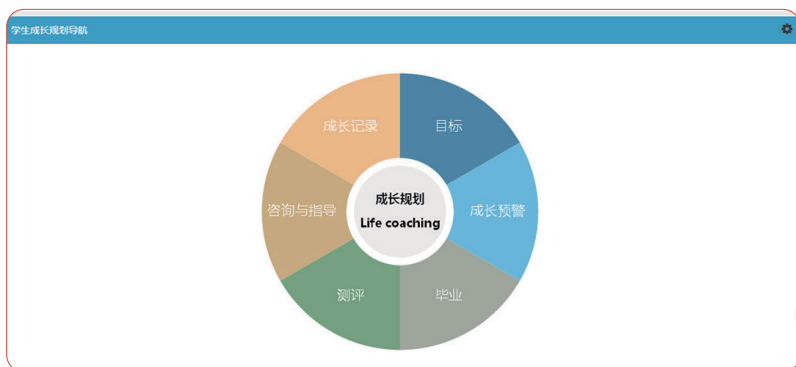 学生成长规划导航
成长记录
目标
咨询与指导
成长规划
Life coaching
成长预警
测评
毕业